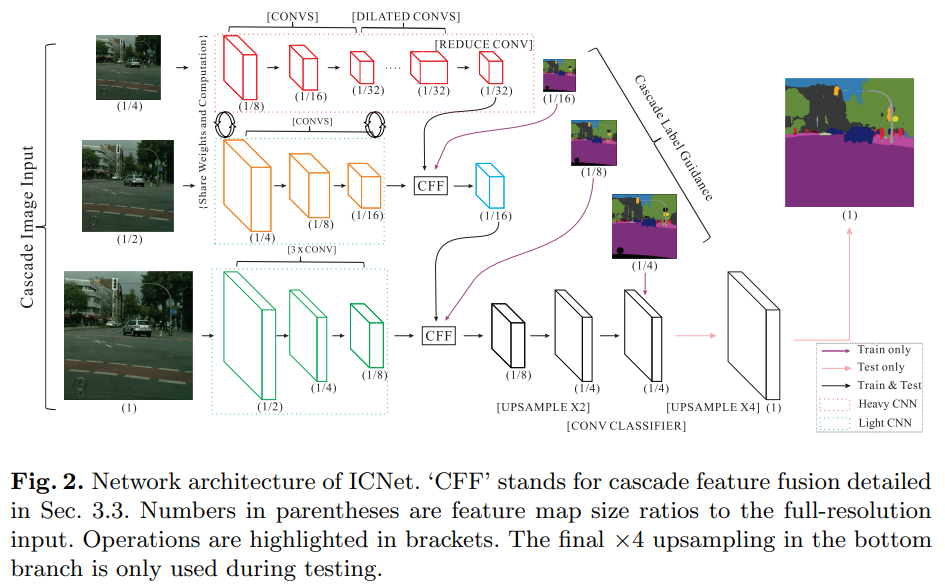 [CONVS]
[DILATED CONVS]
[REDUCE CONV]
(1/4)
(1/8)
(1/16)
(1/32)
(1/32)
(1/32)
(1/16)
{Share Weights and Computation}
Cascade Label Guidance
Cascade Image Input
[CONVS]
(1/2)
(1/4)
(1/8)
(1/16)
CFF
(1/16)
(1/8)
(1)
[3 x CONV]
(1/4)
(1)
(1/2)
(1/4)
(1/8)
CFF
(1/8)
(1/4)
(1/4)
(1)
[UPSAMPLE X2]
[UPSAMPLE X4]
[CONV CLASSIFIER]
Train only
Test only
Train & Test
Heavy CNN
Light CNN
Fig. 2. Network architecture of ICNet. ‘CFF’ stands for cascade feature fusion detailed
in Sec. 3.3. Numbers in parentheses are feature map size ratios to the full-resolution
input. Operations are highlighted in brackets. The final ×4 upsampling in the bottom
branch is only used during testing.